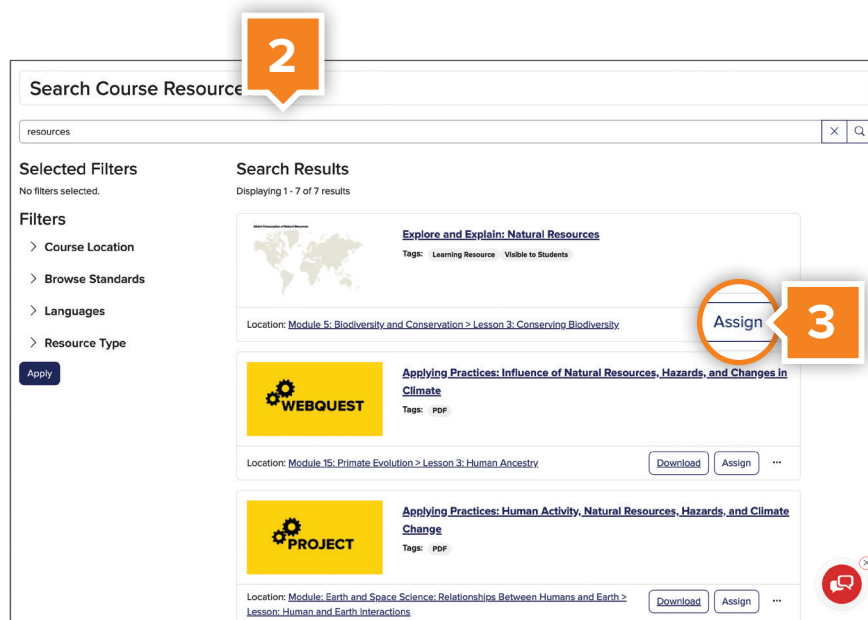 2
Search Course Resource
resources
Selected Filters
No filters selected.
Filters
Course Location
Browse Standards
Languages
Resource Type
Apply
Search Results
Displaying 1 - 7 of 7 results
Global Consumption of Natural Resources
Explore and Explain: Natural Resources
Tags: Learning Resource Visible to Students
Location: Module 5: Biodiversity and Conservation > Lesson 3: Conserving Biodiversity
Assign
3
WEBQUEST
Applying Practices: Influence of Natural Resources, Hazards, and Changes in
Climate
Tags: PDF
Location: Module 15: Primate Evolution > Lesson 3: Human Ancestry
Download Assign ...
PROJECT
Applying Practices: Human Activity, Natural Resources, Hazards, and Climate
Change
Tags: PDF
Location: Module: Earth and Space Science: Relationships Between Humans and Earth >
Lesson: Human and Earth Interactions
Download Assign ...